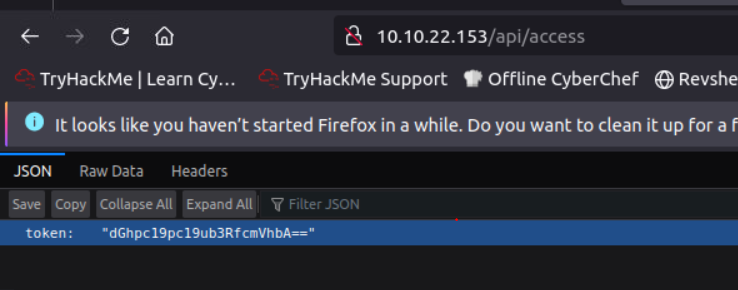 10.10.22.153/api/access
TryHackMe | Learn Cy... TryHackMe Support Offline CyberChef Revshe
It looks like you haven’t started Firefox in a while. Do you want to clean it up for a f
JSON Raw Data Headers
Save Copy Collapse All Expand All Filter JSON
token: "dGhpc19pc19ub3RfcmVhbA=="